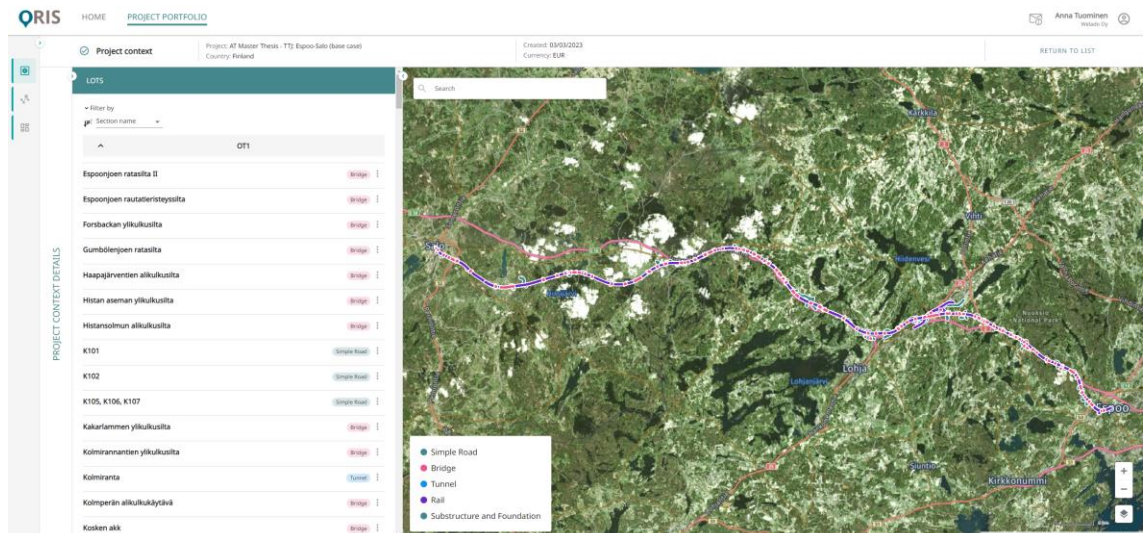 ORIS
HOME
PROJECT PORTFOLIO
Anna Tuominen
Welado Oy
Project context
Project: AT Master Thesis - TTJ: Espoo-Salo (base case)
Country: Finland
Created: 03/03/2023
Currency: EUR
RETURN TO LIST
PROJECT CONTEXT DETAILS
LOTS
Filter by
Section name
OT1
Espoonjoen ratasilta II Bridge
Espoonjoen rautatieristeyssilta Bridge
Forsbackan ylikulkusilta Bridge
Gumbölenjoen ratasilta Bridge
Haapajärventien alikulkusilta Bridge
Histan aseman ylikulkusilta Bridge
Histansolmun alikulkusilta Bridge
K101 Simple Road
K102 Simple Road
K105, K106, K107 Simple Road
Kakarlammen ylikulkusilta Bridge
Kolmirannantien ylikulkusilta Bridge
Kolmiranta Tunnel
Kolmperän alikulkukäytävä Bridge
Kosken akk Bridge
Search
Karkkila
Vihti
Hiidenvesi
Nuuksio
National Park
Salo
Lohja
Lohjanjärvi
Espoo
Siuntio
Kirkkonummi
Simple Road
Bridge
Tunnel
Rail
Substructure and Foundation
+
−